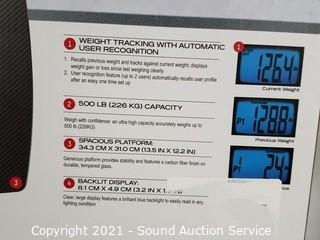 1 WEIGHT TRACKING WITH AUTOMATIC
USER RECOGNITION
1. Recalls previous weight and tracks against current weight; displays
weight gain or loss since last weighing clearly
2. User recognition feature (up to 2 users) automatically recalls user profile
after an easy one time set up
1
126.4
Current Weight
2 500 LB (226 KG) CAPACITY
Weigh with confidence: an ultra high capacity accurately weighs up to
500 lb (226KG)
P1 128.8
Previous Weight
3 SPACIOUS PLATFORM:
34.3 CM X 31.0 CM (13.5 IN X 12.2 IN)
Generous platform provides stability and features a carbon fiber finish on
durable, tempered glass.
P1 2.4
4 BACKLIT DISPLAY:
8.1 CM X 4.9 CM (3.2 IN X
Clear, large display features a brilliant blue backlight to easily read in any
lighting condition
Copyright 2021 - Sound Auction Service